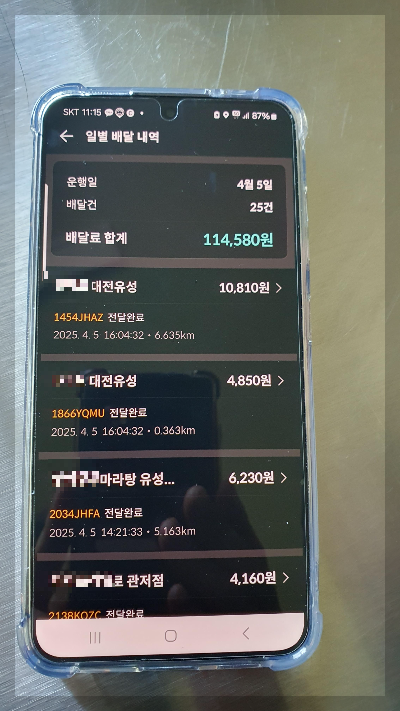 SKT 11:15
87%
일별 배달 내역
운행일 4월 5일
배달건 25건
배달료 합계 114,580원
대전유성 10,810원
1454JHAZ 전달완료
2025. 4. 5 16:04:32 • 6.635km
대전유성 4,850원
1866YQMU 전달완료
2025. 4. 5 16:04:32 • 0.363km
마라탕 유성... 6,230원
2034JHFA 전달완료
2025. 4. 5 14:21:33 • 5.163km
로 관저점 4,160원
2138KQZC 전달완료